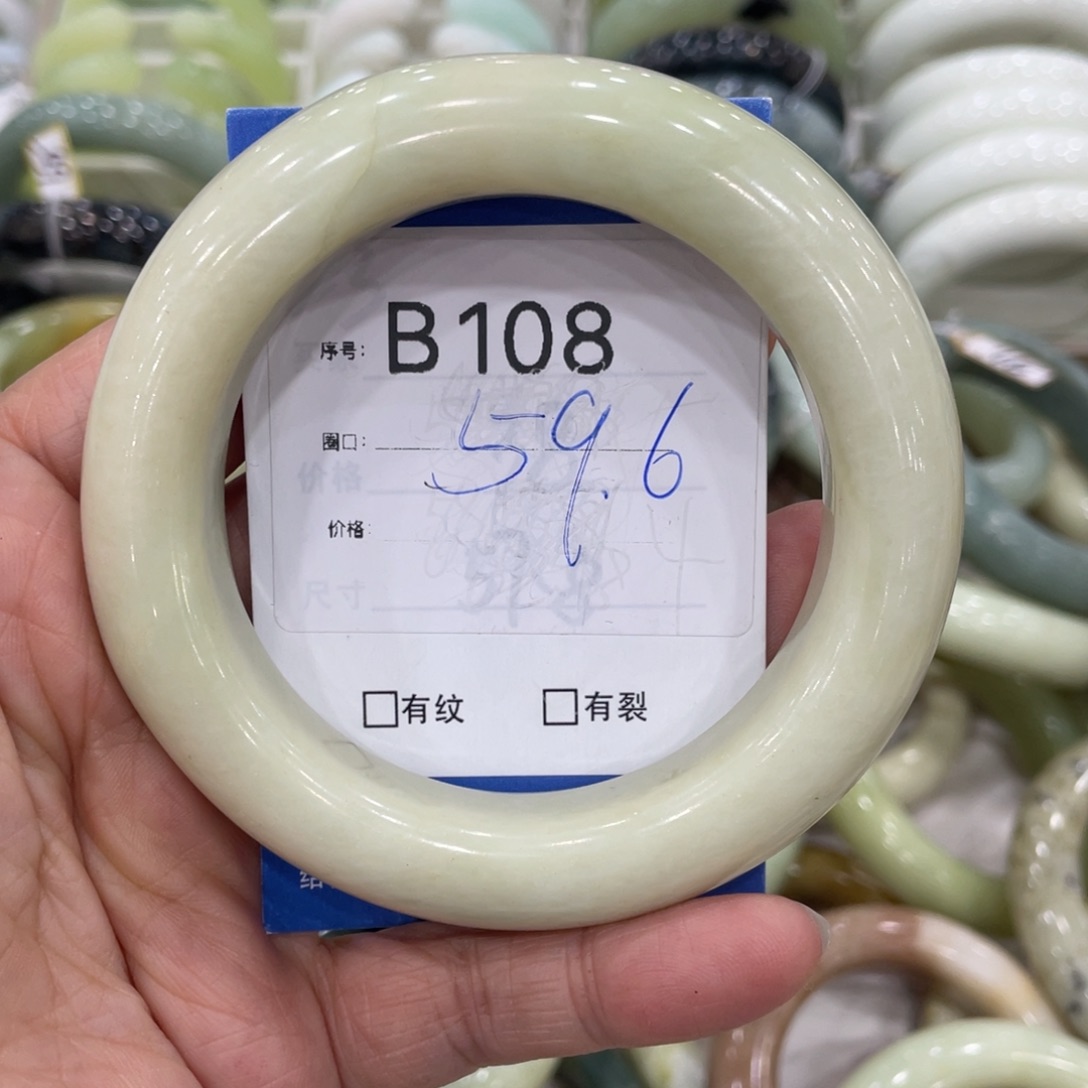 序号: B108
圈口: 59.6
价格
价格:
尺寸
□有纹 □有裂